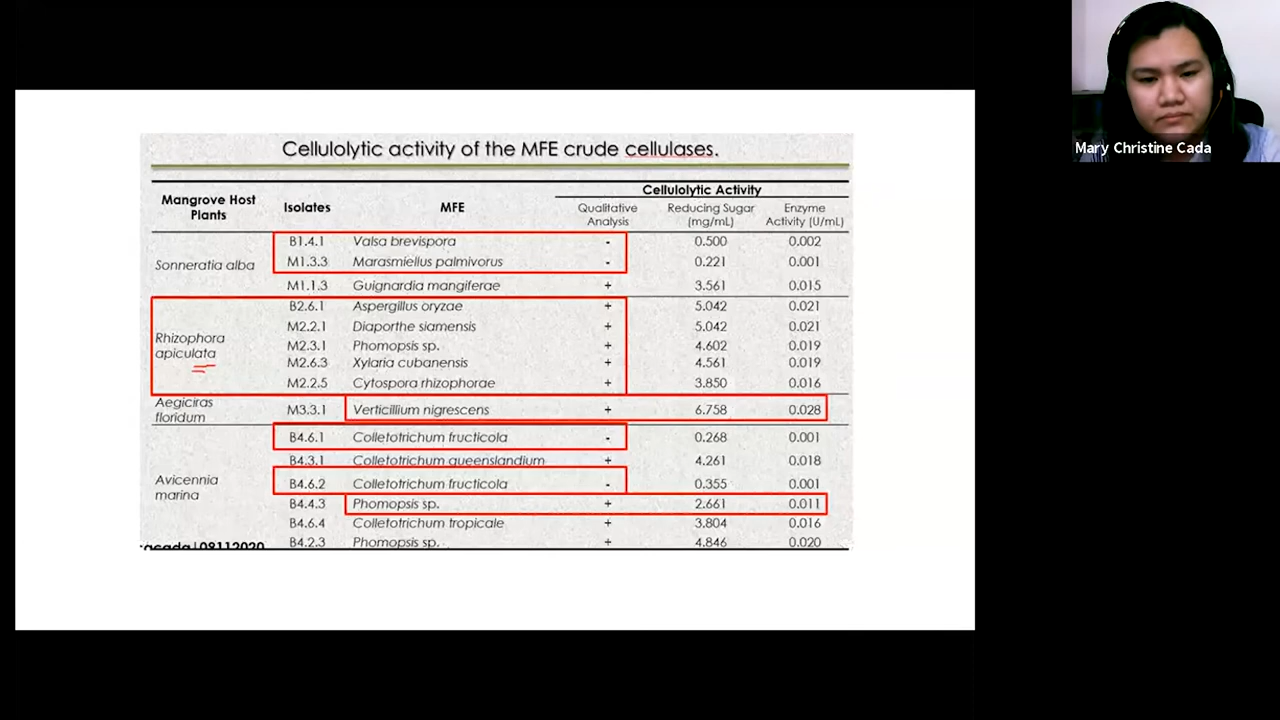 Cellulolytic activity of the MFE crude cellulases.
Mangrove Host Plants Isolates MFE Cellulolytic Activity
Qualitative Analysis Reducing Sugar (mg/mL) Enzyme Activity (U/mL)
Sonneratia alba
B1.4.1 Valsa brevispora - 0.500 0.002
M1.3.3 Marasmiellus palmivorus - 0.221 0.001
M1.1.3 Guignardia mangiferae + 3.561 0.015
Rhizophora apiculata
B2.6.1 Aspergillus oryzae + 5.042 0.021
M2.2.1 Diaporthe siamensis + 5.042 0.021
M2.3.1 Phomopsis sp. + 4.602 0.019
M2.6.3 Xylaria cubanensis + 4.561 0.019
M2.2.5 Cytospora rhizophorae + 3.850 0.016
Aegiciras floridum
M3.3.1 Verticillium nigrescens + 6.758 0.028
Avicennia marina
B4.6.1 Colletotrichum fructicola - 0.268 0.001
B4.3.1 Colletotrichum queenslandium + 4.261 0.018
B4.6.2 Colletotrichum fructicola - 0.355 0.001
B4.4.3 Phomopsis sp. + 2.661 0.011
B4.6.4 Colletotrichum tropicale + 3.804 0.016
B4.2.3 Phomopsis sp. + 4.846 0.020
acada|08112020
Mary Christine Cada